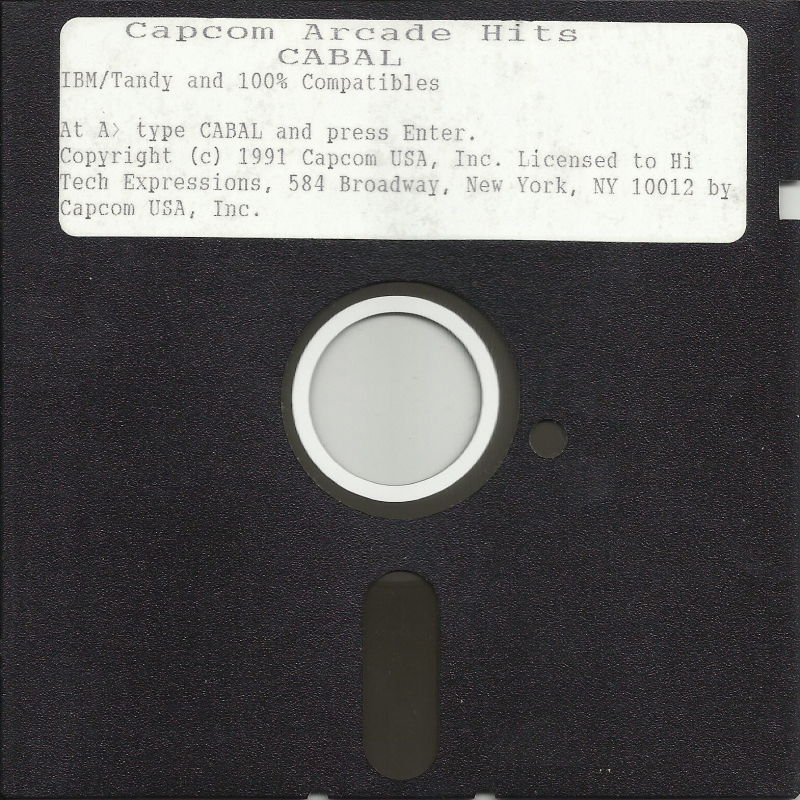 Capcom Arcade Hits
CABAL
IBM/Tandy and 100% Compatibles
At A> type CABAL and press Enter.
Copyright (c) 1991 Capcom USA, Inc. Licensed to Hi
Tech Expressions, 584 Broadway, New York, NY 10012 by
Capcom USA, Inc.